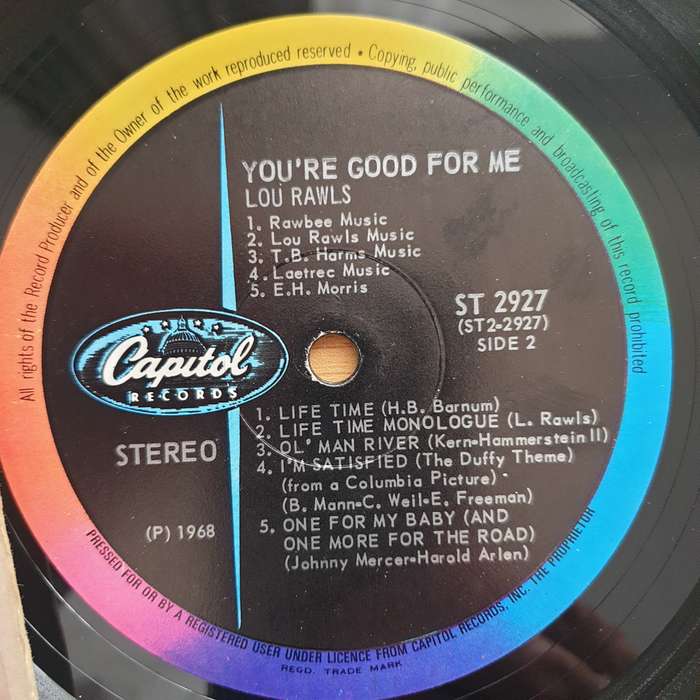 All rights of the Record Producer and of the Owner of the work reproduced reserved • Copying, public performance and broadcasting of this record prohibited
YOU'RE GOOD FOR ME
LOU RAWLS
1. Rawbee Music
2. Lou Rawls Music
3. T.B. Harms Music
4. Laetrec Music
5. E.H. Morris
ST 2927
(ST2-2927)
SIDE 2
Capitol
RECORDS
STEREO
(P) 1968
1. LIFE TIME (H.B. Barnum)
2. LIFE TIME MONOLOGUE (L. Rawls)
3. OL' MAN RIVER (Kern-Hammerstein II)
4. I'M SATISFIED (The Duffy Theme)
(from a Columbia Picture)
(B. Mann-C. Weil-E. Freeman)
5. ONE FOR MY BABY (AND
ONE MORE FOR THE ROAD)
(Johnny Mercer-Harold Arlen)
PRESSED FOR OR BY A REGISTERED USER UNDER LICENCE FROM CAPITOL RECORDS, INC. THE PROPRIETOR
REGD. TRADE MARK